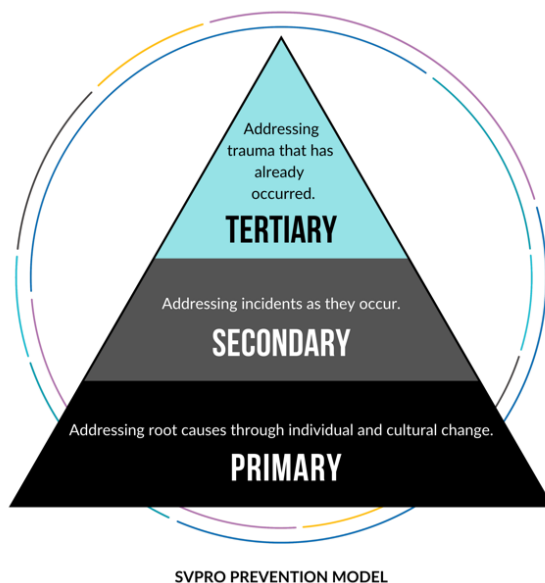 Addressing
trauma that has
already
occurred.
TERTIARY
Addressing incidents as they occur.
SECONDARY
Addressing root causes through individual and cultural change.
PRIMARY
SVPRO PREVENTION MODEL